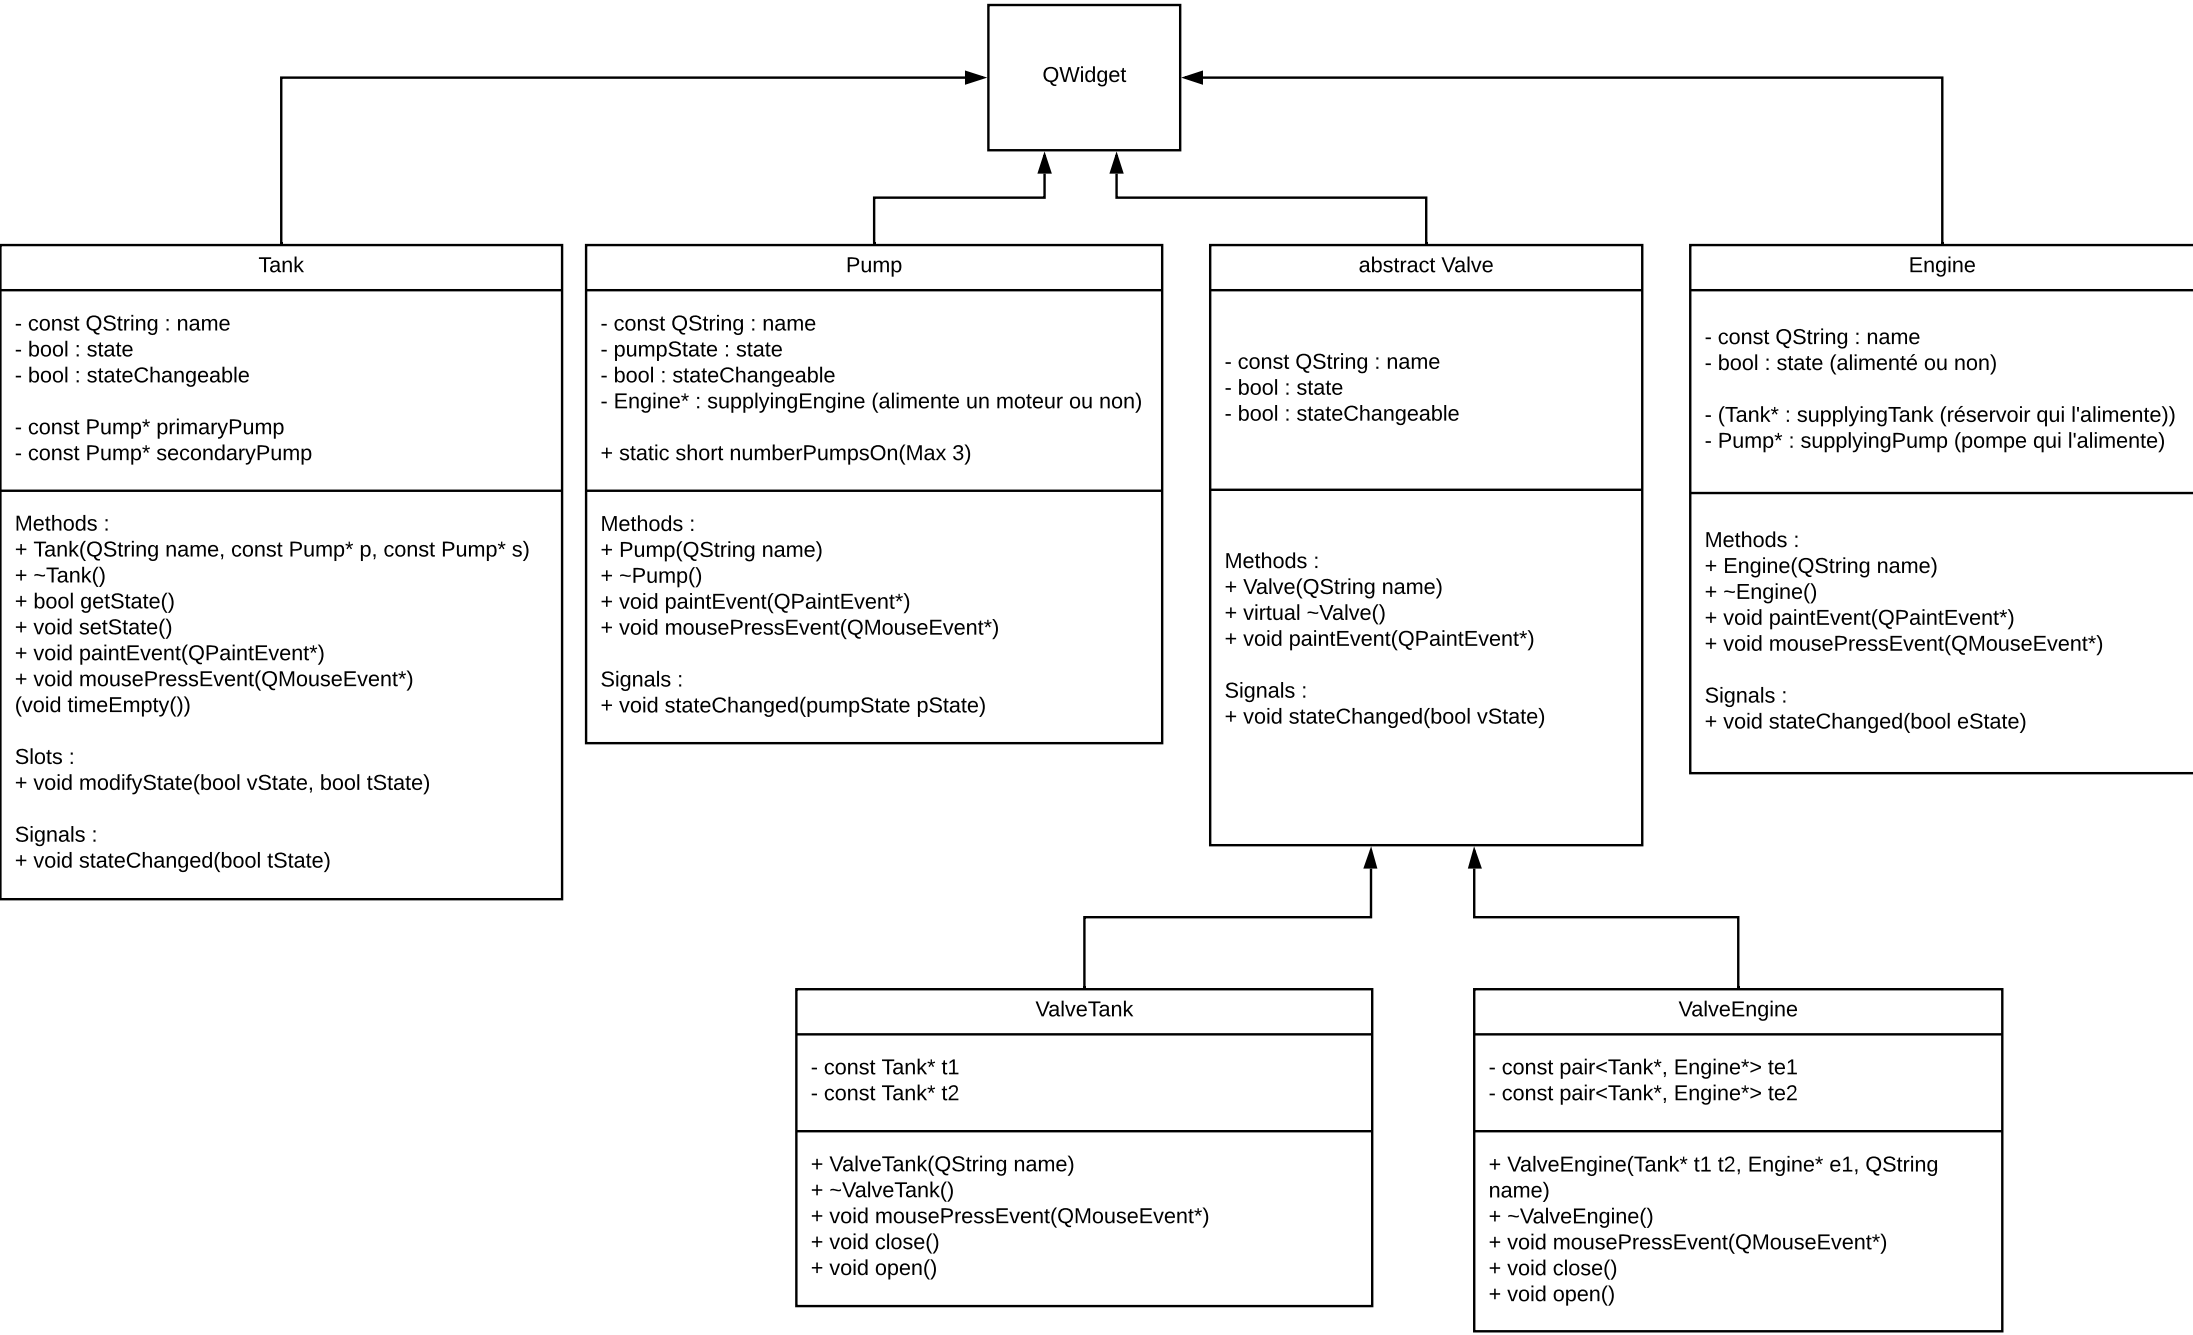 QWidget
Tank
- const QString : name
- bool : state
- bool : stateChangeable
- const Pump* primaryPump
- const Pump* secondaryPump
Methods :
+ Tank(QString name, const Pump* p, const Pump* s)
+ ~Tank()
+ bool getState()
+ void setState()
+ void paintEvent(QPaintEvent*)
+ void mousePressEvent(QMouseEvent*)
(void timeEmpty())
Slots :
+ void modifyState(bool vState, bool tState)
Signals :
+ void stateChanged(bool tState)
Pump
- const QString : name
- pumpState : state
- bool : stateChangeable
- Engine* : supplyingEngine (alimente un moteur ou non)
+ static short numberPumpsOn(Max 3)
Methods :
+ Pump(QString name)
+ ~Pump()
+ void paintEvent(QPaintEvent*)
+ void mousePressEvent(QMouseEvent*)
Signals :
+ void stateChanged(pumpState pState)
abstract Valve
- const QString : name
- bool : state
- bool : stateChangeable
Methods :
+ Valve(QString name)
+ virtual ~Valve()
+ void paintEvent(QPaintEvent*)
Signals :
+ void stateChanged(bool vState)
Engine
- const QString : name
- bool : state (alimenté ou non)
- (Tank* : supplyingTank (réservoir qui l'alimente))
- Pump* : supplyingPump (pompe qui l'alimente)
Methods :
+ Engine(QString name)
+ ~Engine()
+ void paintEvent(QPaintEvent*)
+ void mousePressEvent(QMouseEvent*)
Signals :
+ void stateChanged(bool eState)
ValveTank
- const Tank* t1
- const Tank* t2
+ ValveTank(QString name)
+ ~ValveTank()
+ void mousePressEvent(QMouseEvent*)
+ void close()
+ void open()
ValveEngine
- const pair<Tank*, Engine*> te1
- const pair<Tank*, Engine*> te2
+ ValveEngine(Tank* t1 t2, Engine* e1, QString
name)
+ ~ValveEngine()
+ void mousePressEvent(QMouseEvent*)
+ void close()
+ void open()